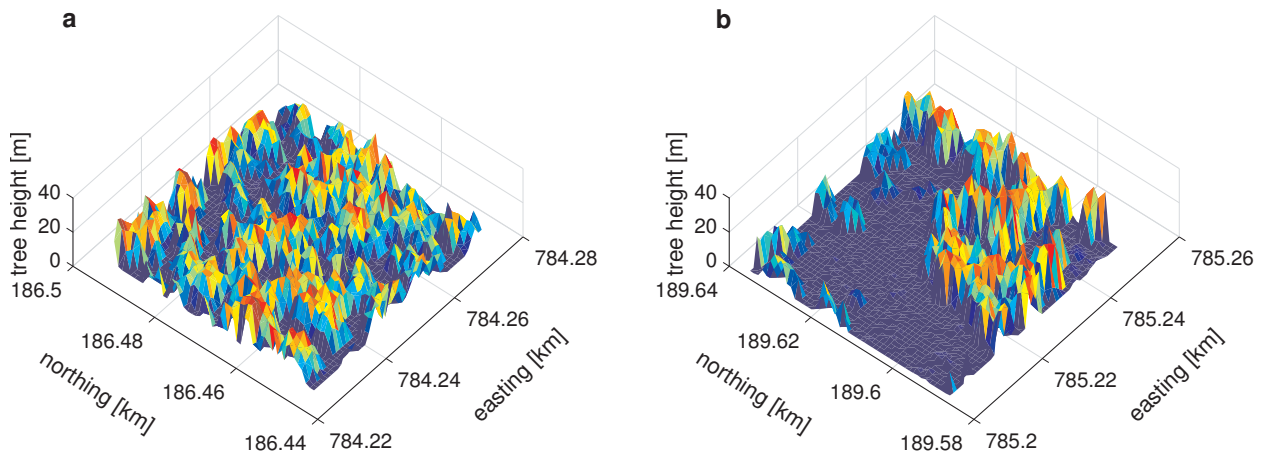 a
tree height [m]
40
20
0
186.5
186.48
186.46
186.44
northing [km]
784.22
784.24
784.26
784.28
easting [km]
b
tree height [m]
40
20
0
189.64
189.62
189.6
189.58
northing [km]
785.2
785.22
785.24
785.26
easting [km]